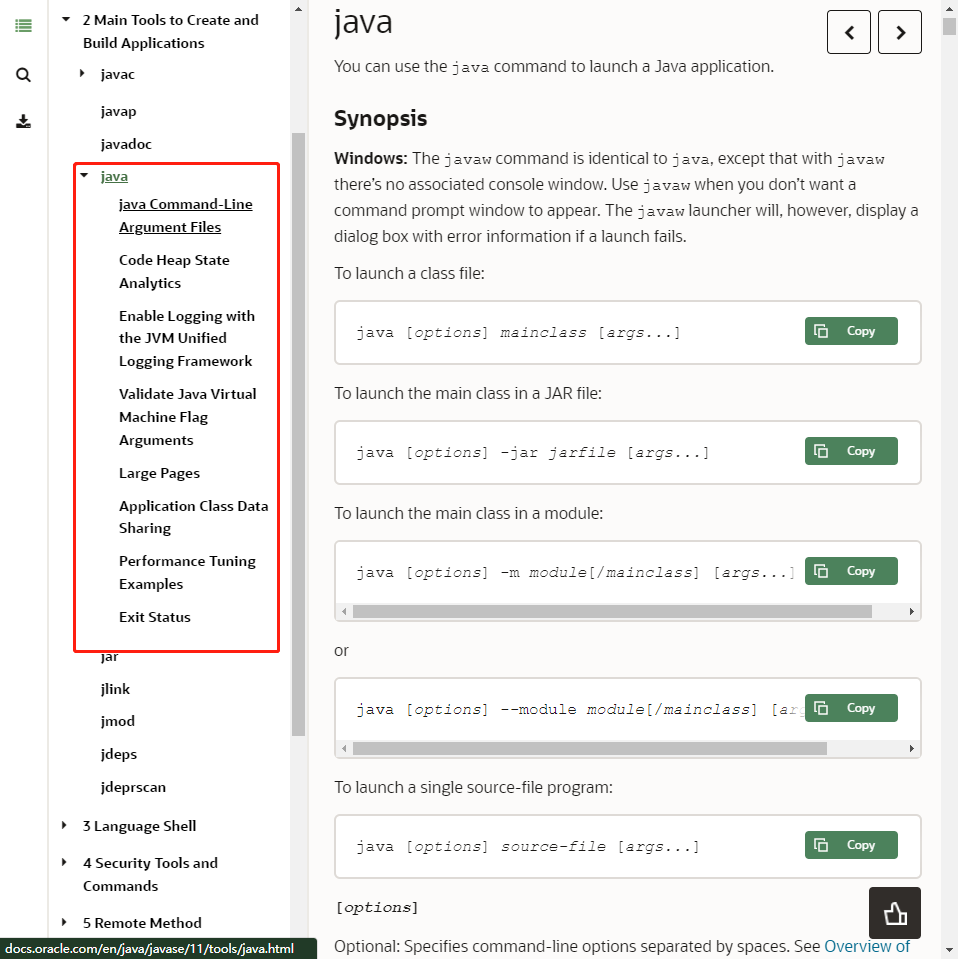 2 Main Tools to Create and
Build Applications
javac
javap
javadoc
java
java Command-Line
Argument Files
Code Heap State
Analytics
Enable Logging with
the JVM Unified
Logging Framework
Validate Java Virtual
Machine Flag
Arguments
Large Pages
Application Class Data
Sharing
Performance Tuning
Examples
Exit Status
jar
jlink
jmod
jdeps
jdeprscan
3 Language Shell
4 Security Tools and
Commands
5 Remote Method
docs.oracle.com/en/java/javase/11/tools/java.html
java
You can use the java command to launch a Java application.
Synopsis
Windows: The javaw command is identical to java, except that with javaw
there’s no associated console window. Use javaw when you don’t want a
command prompt window to appear. The javaw launcher will, however, display a
dialog box with error information if a launch fails.
To launch a class file:
java [options] mainclass [args...] Copy
To launch the main class in a JAR file:
java [options] -jar jarfile [args...] Copy
To launch the main class in a module:
java [options] -m module[/mainclass] [args...] Copy
or
java [options] --module module[/mainclass] [arg Copy
To launch a single source-file program:
java [options] source-file [args...] Copy
[options]
Optional: Specifies command-line options separated by spaces. See Overview of